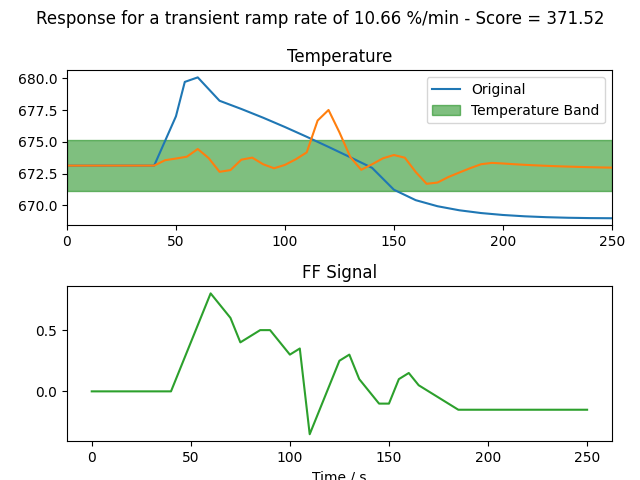 Response for a transient ramp rate of 10.66 %/min - Score = 371.52
Temperature
680.0
677.5
675.0
672.5
670.0
Original
Temperature Band
0 50 100 150 200 250
FF Signal
0.5
0.0
0 50 100 150 200 250
Time / s